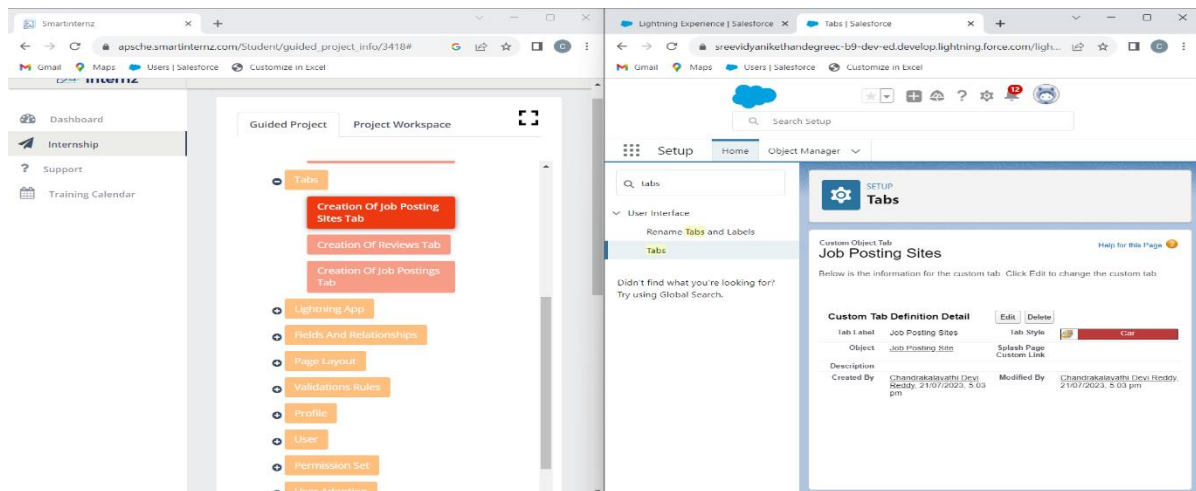 Smartinternz
apsche.smartinternz.com/Student/guided_project_info/3418#
Gmail
Maps
Users | Salesforce
Customize in Excel
Internz
Dashboard
Internship
Support
Training Calendar
Guided Project
Project Workspace
Tabs
Creation Of Job Posting
Sites Tab
Creation Of Reviews Tab
Creation Of Job Postings
Tab
Lightning App
Fields And Relationships
Page Layout
Validations Rules
Profile
User
Permission Set
User Adoption
Lightning Experience | Salesforce
Tabs | Salesforce
sreevidyanikethandegreec-b9-dev-ed.develop.lightning.force.com/ligh...
Gmail
Maps
Users | Salesforce
Customize in Excel
12
Search Setup
Setup
Home
Object Manager
tabs
User Interface
Rename Tabs and Labels
Tabs
Didn't find what you're looking for?
Try using Global Search.
SETUP
Tabs
Custom Object Tab
Job Posting Sites
Help for this Page
Below is the information for the custom tab. Click Edit to change the custom tab.
Custom Tab Definition Detail
Edit
Delete
Tab Label
Job Posting Sites
Tab Style
Car
Object
Job Posting Site
Splash Page
Custom Link
Description
Created By
Chandrakalavathi Devi
Reddy, 21/07/2023, 5:03
pm
Modified By
Chandrakalavathi Devi Reddy,
21/07/2023, 5:03 pm